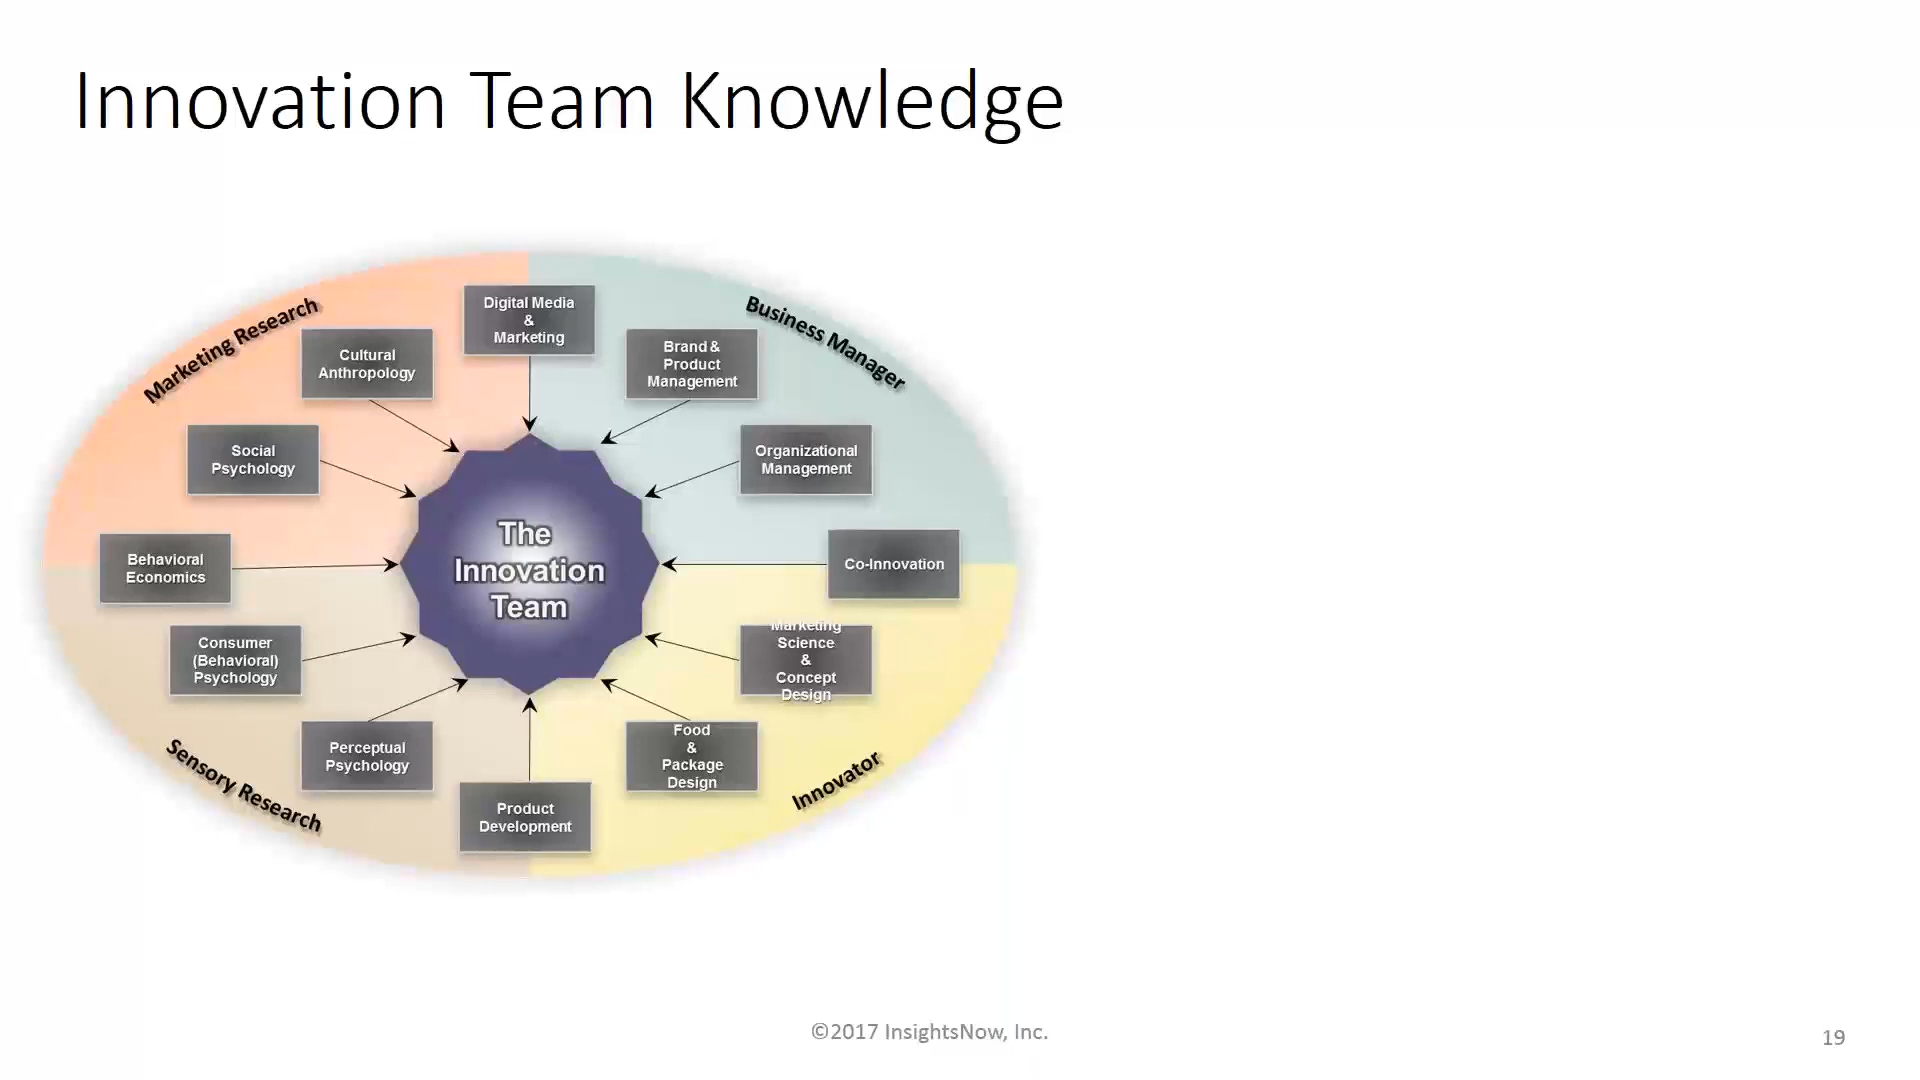 Innovation Team Knowledge
Marketing Research
Business Manager
Digital Media
&
Marketing
Cultural
Anthropology
Brand &
Product
Management
Social
Psychology
Organizational
Management
The
Innovation
Team
Behavioral
Economics
Co-Innovation
Consumer
(Behavioral)
Psychology
Marketing
Science
&
Concept
Design
Perceptual
Psychology
Food
&
Package
Design
Product
Development
Sensory Research
Innovator
©2017 InsightsNow, Inc.
19